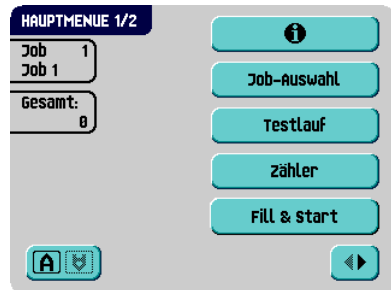 HAUPTMENUE 1/2
Job 1
Job 1
Gesamt:
0
i
Job-Auswahl
Testlauf
Zähler
Fill & Start
A